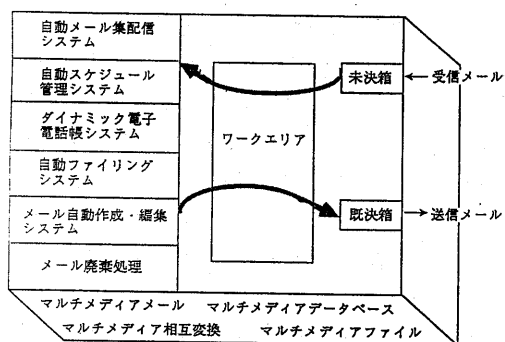 自動メール集配信
システム
自動スケジュール
管理システム
ダイナミック電子
電話帳システム
自動ファイリング
システム
メール自動作成・編集
システム
メール廃棄処理
ワークエリア
未決箱
受信メール
既決箱
送信メール
マルチメディアメール
マルチメディアデータベース
マルチメディア相互変換
マルチメディアファイル